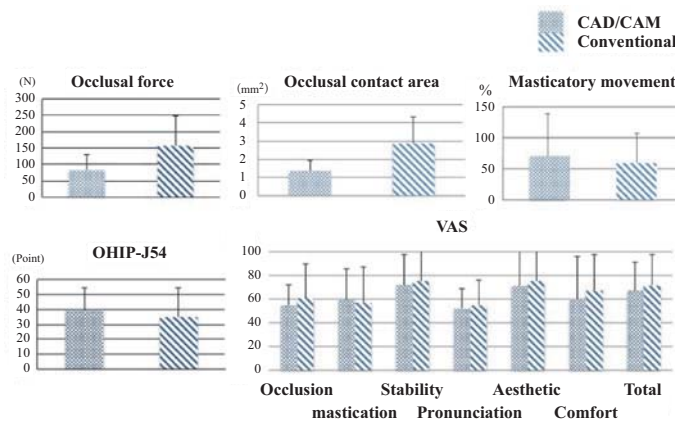 CAD/CAM
Conventional
(N)
Occlusal force
300
250
200
150
100
50
0
(mm²)
Occlusal contact area
5
4
3
2
1
0
%
Masticatory movement
150
100
50
0
(Point)
OHIP-J54
60
50
40
30
20
10
0
VAS
100
80
60
40
20
0
Occlusion
mastication
Stability
Pronunciation
Aesthetic
Comfort
Total